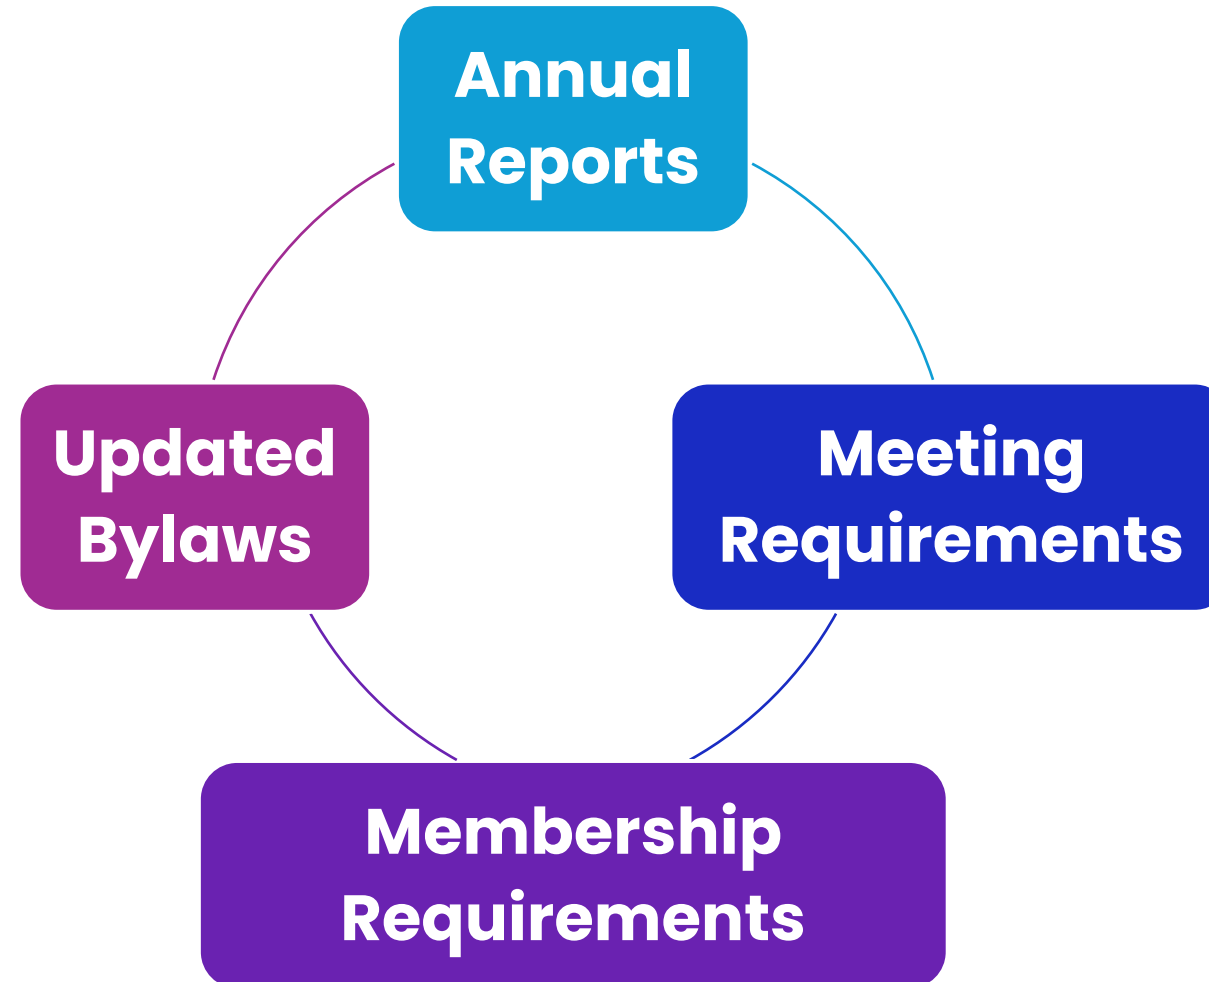 Annual
Reports
Updated
Bylaws
Meeting
Requirements
Membership
Requirements